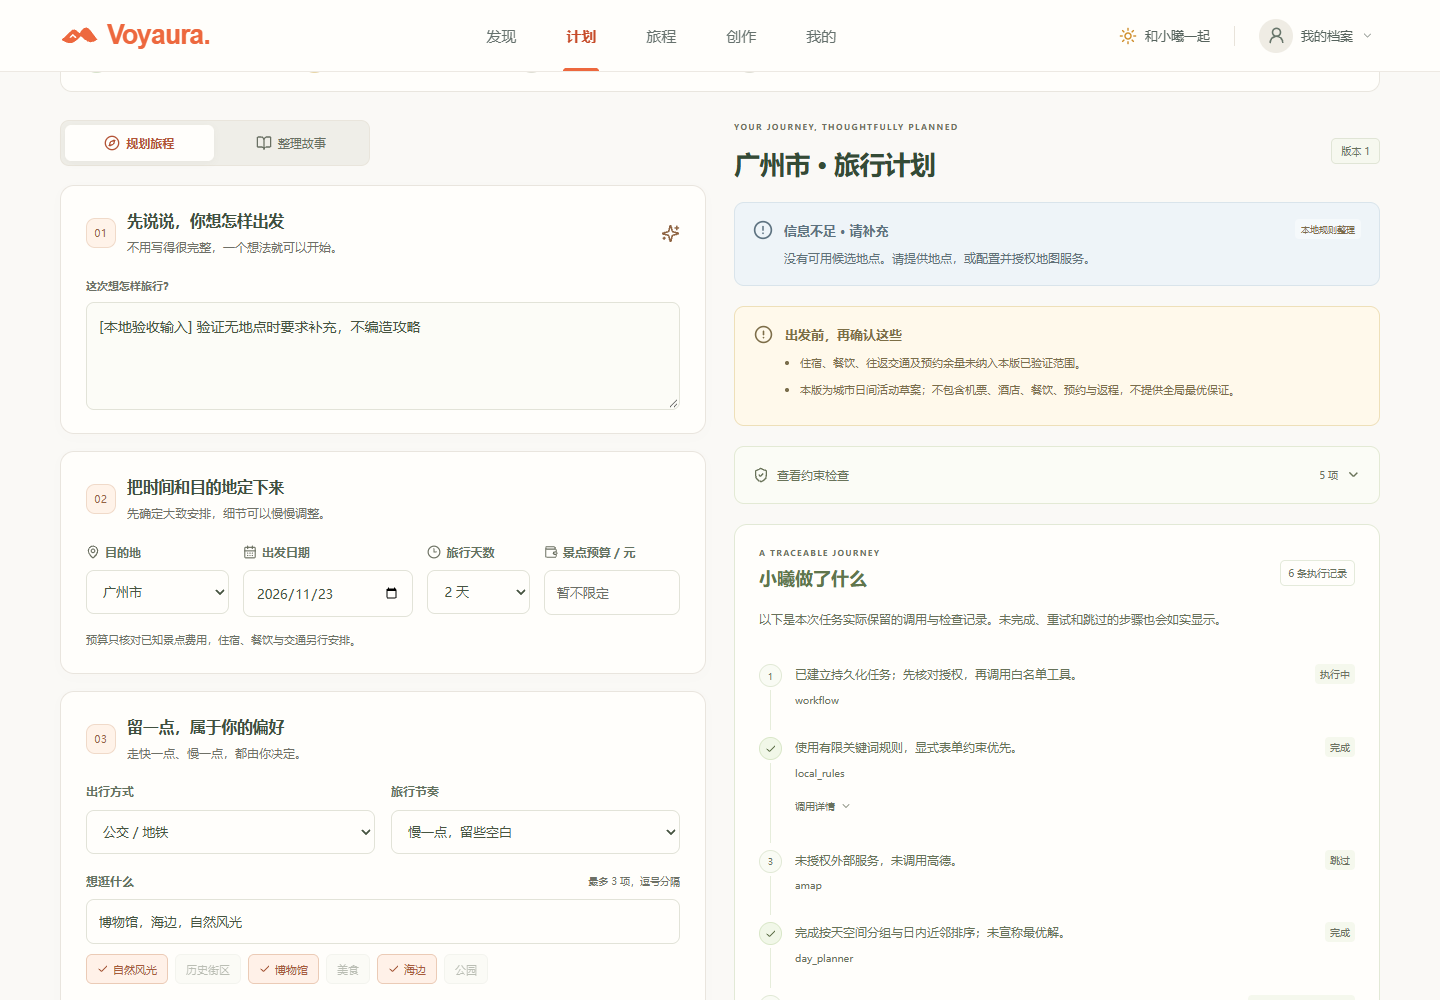 Voyaura.
发现
计划
旅程
创作
我的
和小曦一起
我的档案
规划旅程
整理故事
01
先说说，你想怎样出发
不用写得很完整，一个想法就可以开始。
这次想怎样旅行?
[本地验收输入] 验证无地点时要求补充，不编造攻略
02
把时间和目的地定下来
先确定大致安排，细节可以慢慢调整。
目的地
出发日期
旅行天数
景点预算 / 元
广州市
2026/11/23
2 天
暂不限定
预算只核对已知景点费用，住宿、餐饮与交通另行安排。
03
留一点，属于你的偏好
走快一点、慢一点，都由你决定。
出行方式
旅行节奏
公交 / 地铁
慢一点，留些空白
想逛什么
最多 3 项，逗号分隔
博物馆，海边，自然风光
自然风光
历史街区
博物馆
美食
海边
公园
YOUR JOURNEY, THOUGHTFULLY PLANNED
广州市 • 旅行计划
版本 1
信息不足 • 请补充
本地规则整理
没有可用候选地点。请提供地点，或配置并授权地图服务。
出发前，再确认这些
• 住宿、餐饮、往返交通及预约余量未纳入本版已验证范围。
• 本版为城市日间活动草案；不包含机票、酒店、餐饮、预约与返程，不提供全局最优保证。
查看约束检查
5 项
A TRACEABLE JOURNEY
小曦做了什么
6 条执行记录
以下是本次任务实际保留的调用与检查记录。未完成、重试和跳过的步骤也会如实显示。
1
已建立持久化任务；先核对授权，再调用白名单工具。
执行中
workflow
使用有限关键词规则，显式表单约束优先。
完成
local_rules
调用详情
3
未授权外部服务，未调用高德。
跳过
amap
完成按天空间分组与日内近邻排序；未宣称最优解。
完成
day_planner